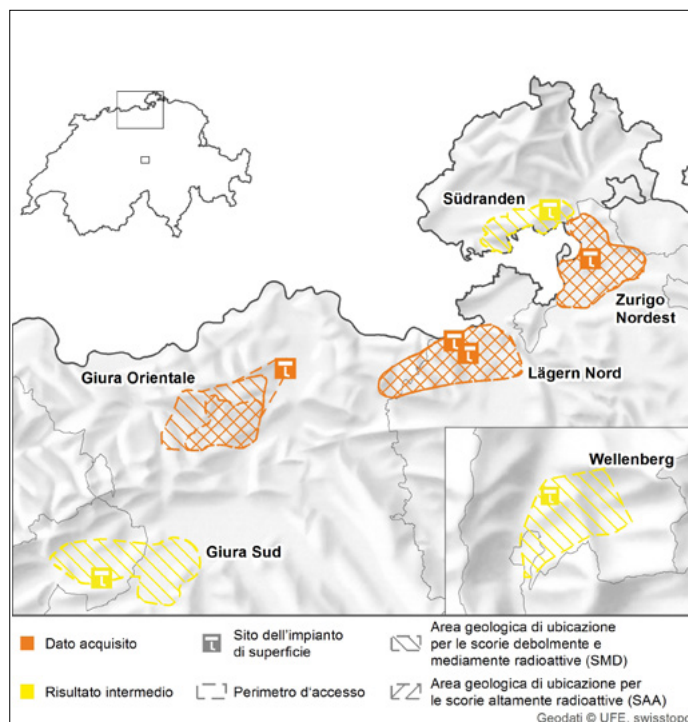 Südranden
Zurigo
Nordest
Giura Orientale
Lägern Nord
Wellenberg
Giura Sud
Dato acquisito
Sito dell'impianto
di superficie
Area geologica di ubicazione
per le scorie debolmente e
mediamente radioattive (SMD)
Risultato intermedio
Perimetro d'accesso
Area geologica di ubicazione per
le scorie altamente radioattive (SAA)
Geodati © UFE, swisstopo